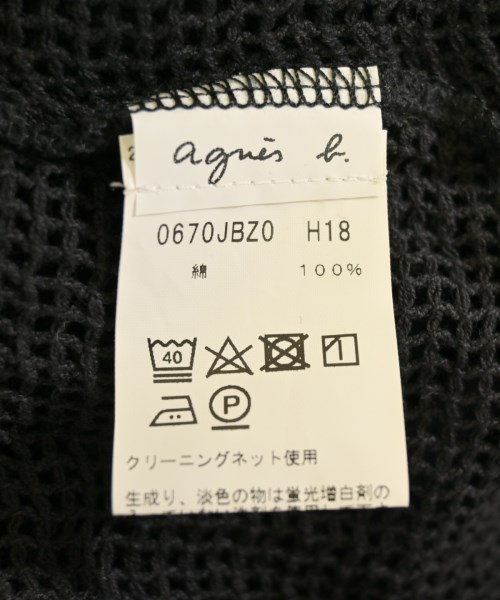 agnès b.
2
0670JBZ0 H18
綿 100%
40
P
クリーニングネット使用
生成り、淡色の物は蛍光増白剤の